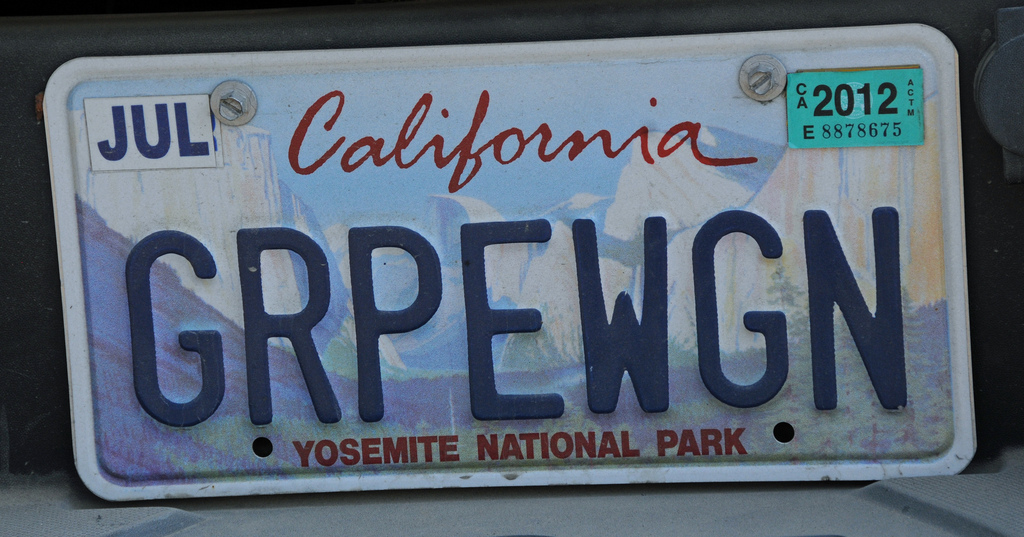 JUL
California
CA 2012 ACTM
E 8878675
GRPEWGN
YOSEMITE NATIONAL PARK